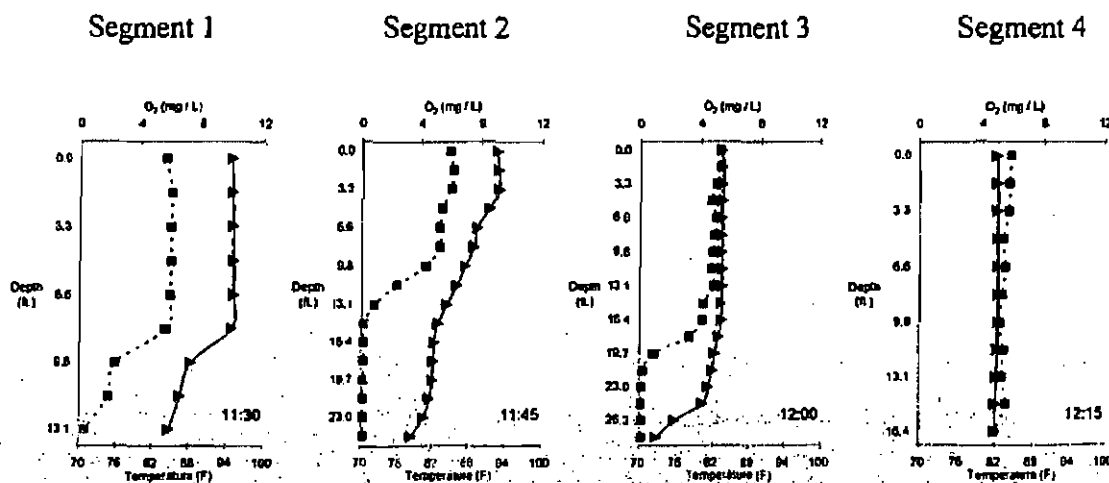 Segment 1 Segment 2 Segment 3 Segment 4
O₂ (mg / L) O₂ (mg / L) O₂ (mg / L) O₂ (mg / L)
0 4 8 12 0 4 8 12 0 4 8 12 0 4 8 12
0.0
3.3
6.6
9.8
13.1
Depth (ft.)
11:30
70 76 82 88 94 100
Temperature (F)
0.0
3.3
6.6
9.8
13.1
16.4
19.7
23.0
Depth (ft.)
11:45
70 76 82 88 94 100
Temperature (F)
0.0
3.3
6.6
9.8
13.1
16.4
19.7
23.0
26.2
Depth (ft.)
12:00
70 76 82 88 94 100
Temperature (F)
0.0
3.3
6.6
9.8
13.1
16.4
Depth (ft.)
12:15
70 76 82 88 94 100
Temperature (F)